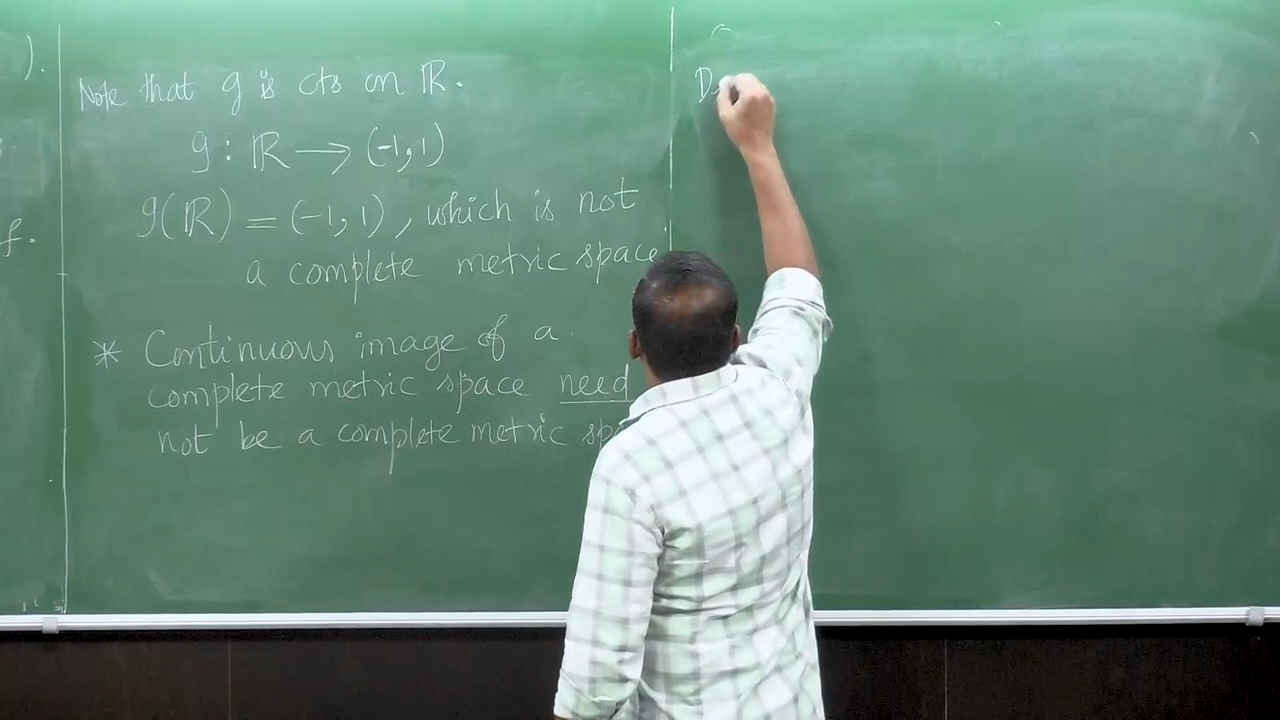 ).
s.
f.
Note that g is cts on ℝ.
g : ℝ → (-1, 1)
g(ℝ) = (-1, 1), which is not
a complete metric space.
* Continuous image of a
complete metric space need
not be a complete metric